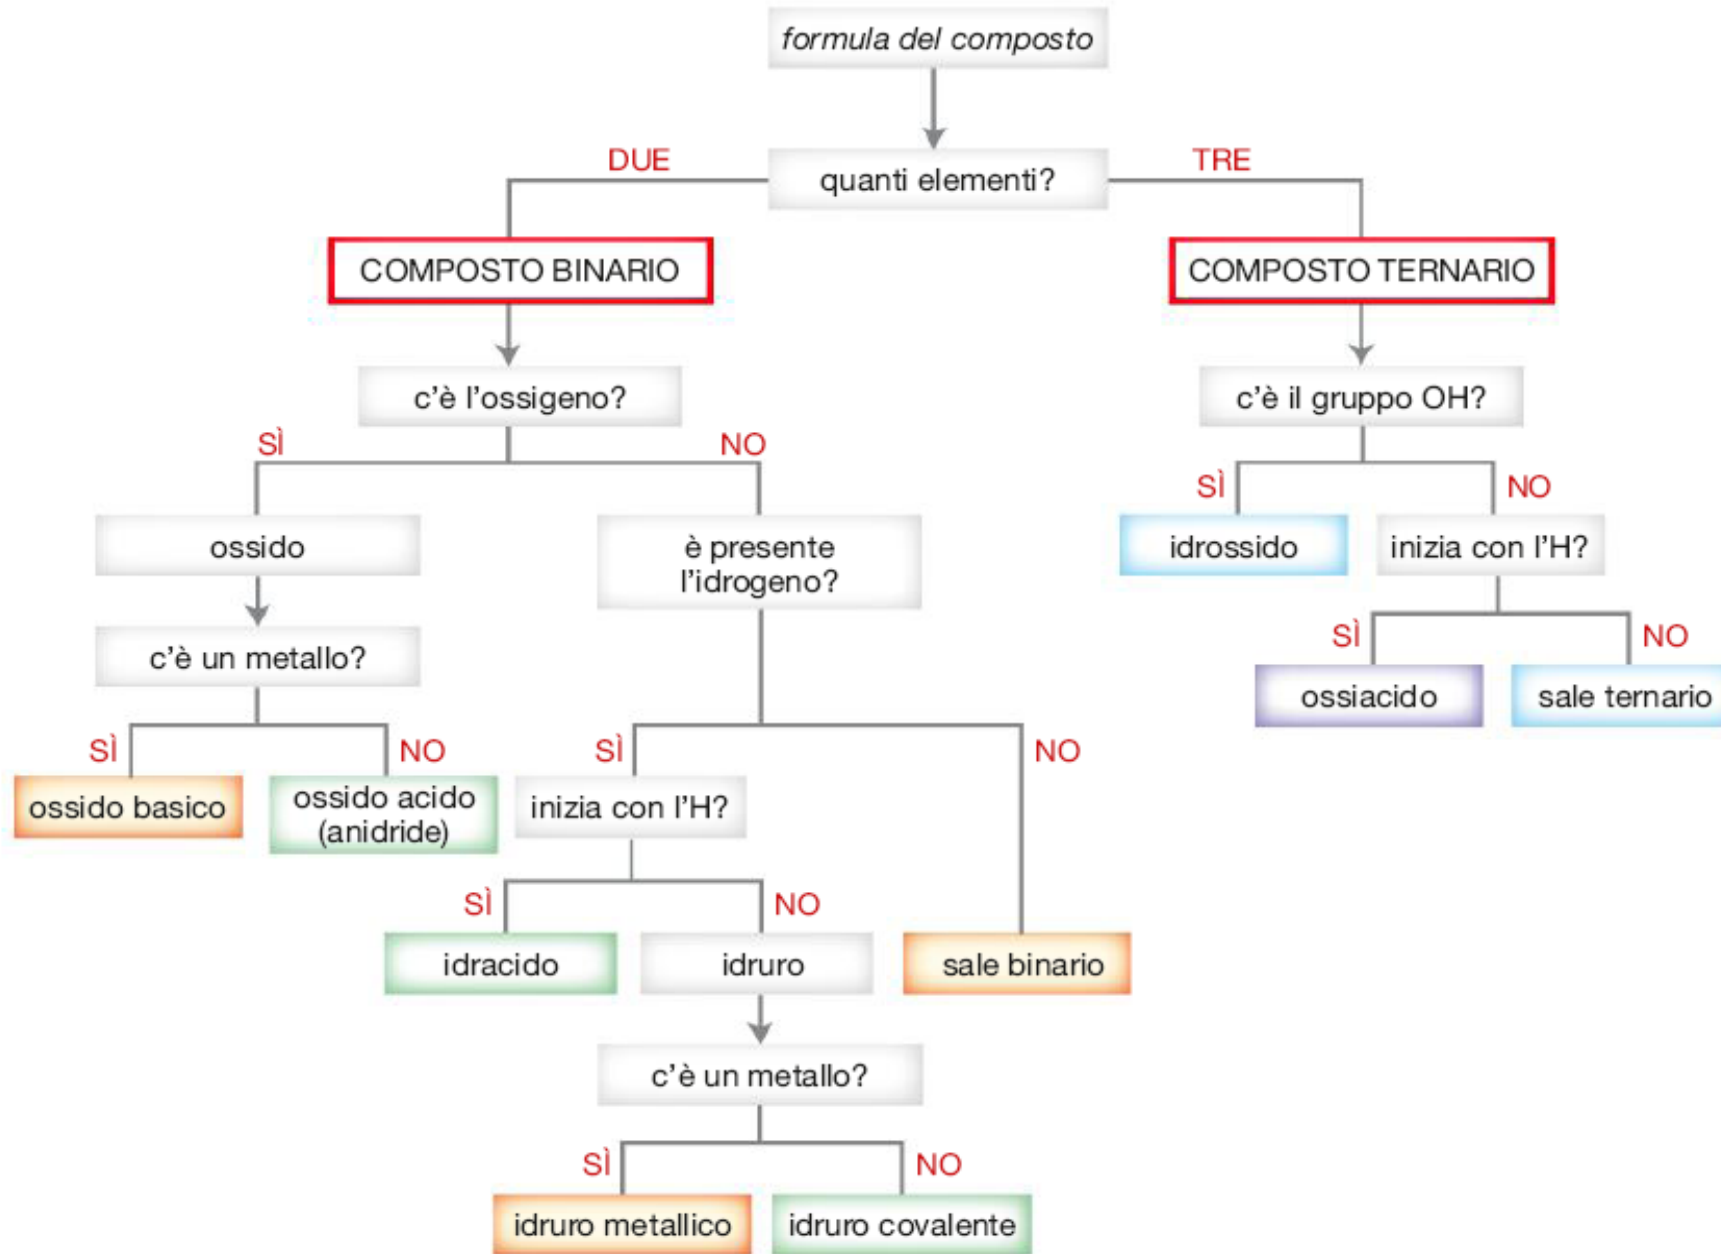 formula del composto
quanti elementi?
DUE
TRE
COMPOSTO BINARIO
COMPOSTO TERNARIO
c'è l'ossigeno?
c'è il gruppo OH?
SÌ
NO
SÌ
NO
ossido
è presente
l'idrogeno?
idrossido
inizia con l'H?
c'è un metallo?
SÌ
NO
ossiacido
sale ternario
SÌ
NO
SÌ
NO
ossido basico
ossido acido
(anidride)
inizia con l'H?
SÌ
NO
idracido
idruro
sale binario
c'è un metallo?
SÌ
NO
idruro metallico
idruro covalente